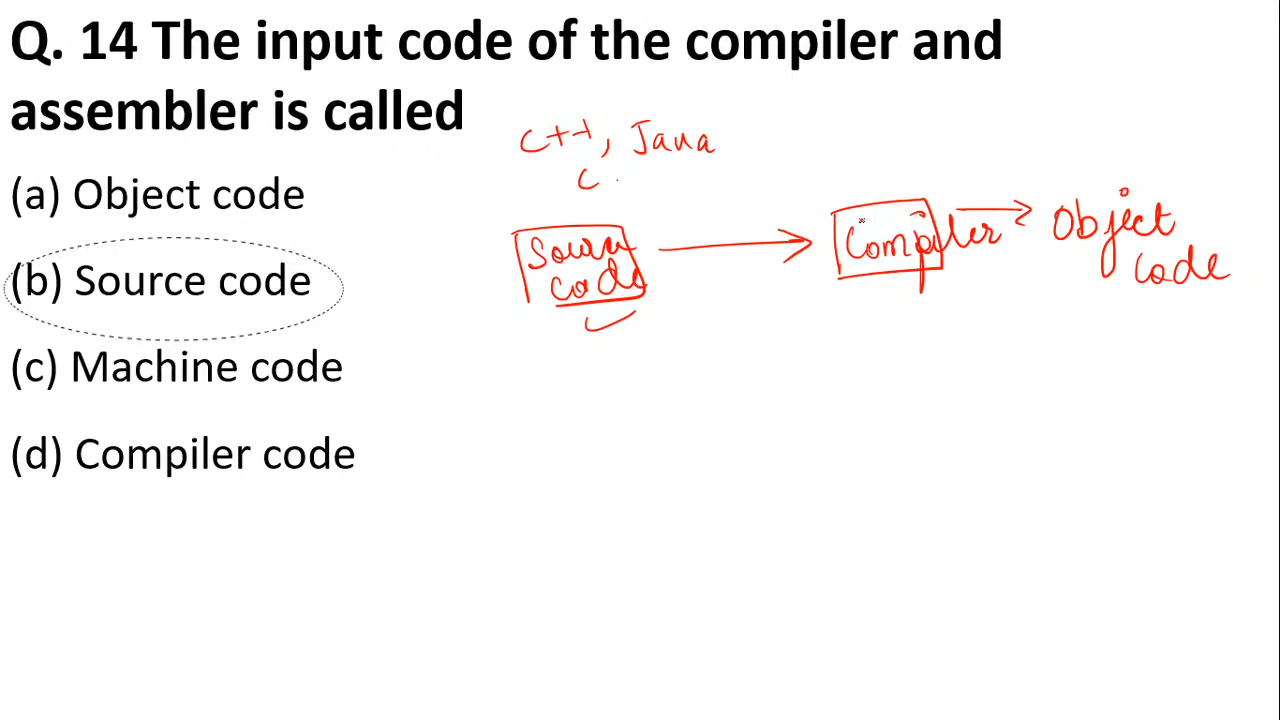 Q. 14 The input code of the compiler and
assembler is called
C++, Java
C
(a) Object code
Source
code
Compiler
Object
code
(b) Source code
(c) Machine code
(d) Compiler code